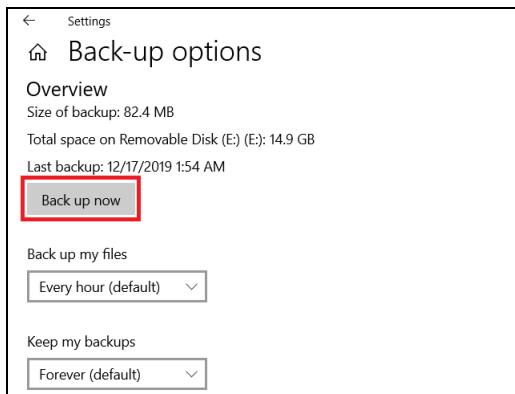 Settings
Back-up options
Overview
Size of backup: 82.4 MB
Total space on Removable Disk (E:) (E:): 14.9 GB
Last backup: 12/17/2019 1:54 AM
Back up now
Back up my files
Every hour (default)
Keep my backups
Forever (default)